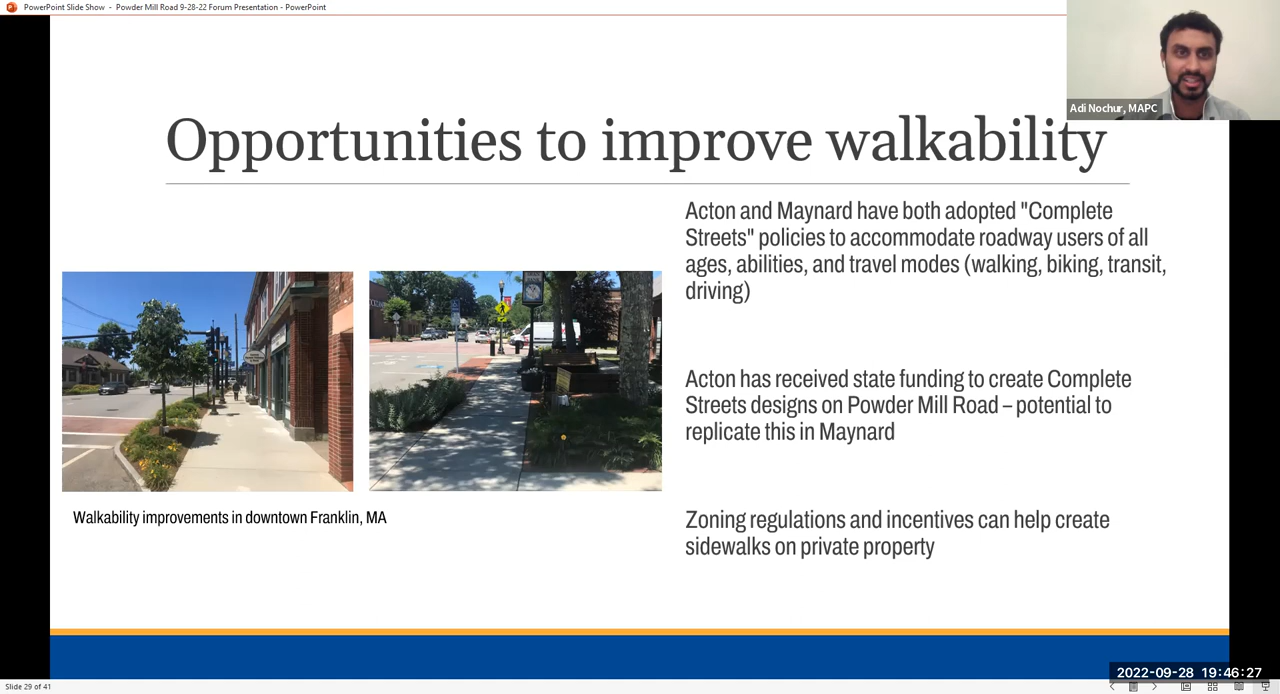 PowerPoint Slide Show - Powder Mill Road 9-28-22 Forum Presentation - PowerPoint
Adi Nochur, MAPC
Opportunities to improve walkability
Acton and Maynard have both adopted "Complete
Streets" policies to accommodate roadway users of all
ages, abilities, and travel modes (walking, biking, transit,
driving)
Acton has received state funding to create Complete
Streets designs on Powder Mill Road – potential to
replicate this in Maynard
Zoning regulations and incentives can help create
sidewalks on private property
Walkability improvements in downtown Franklin, MA
2022-09-28 19:46:27
Slide 29 of 41